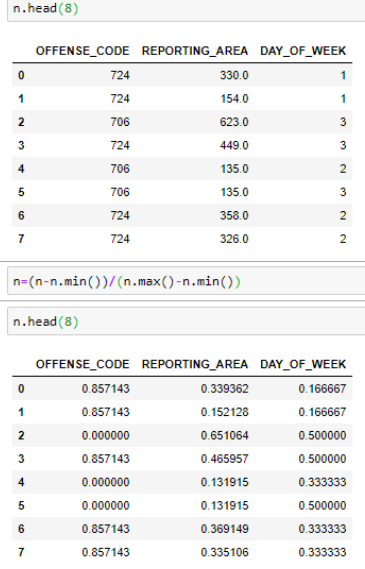 n.head(8)
OFFENSE_CODE REPORTING_AREA DAY_OF_WEEK
0 724 330.0 1
1 724 154.0 1
2 706 623.0 3
3 724 449.0 3
4 706 135.0 2
5 706 135.0 3
6 724 358.0 2
7 724 326.0 2
n=(n-n.min())/(n.max()-n.min())
n.head(8)
OFFENSE_CODE REPORTING_AREA DAY_OF_WEEK
0 0.857143 0.339362 0.166667
1 0.857143 0.152128 0.166667
2 0.000000 0.651064 0.500000
3 0.857143 0.465957 0.500000
4 0.000000 0.131915 0.333333
5 0.000000 0.131915 0.500000
6 0.857143 0.369149 0.333333
7 0.857143 0.335106 0.333333